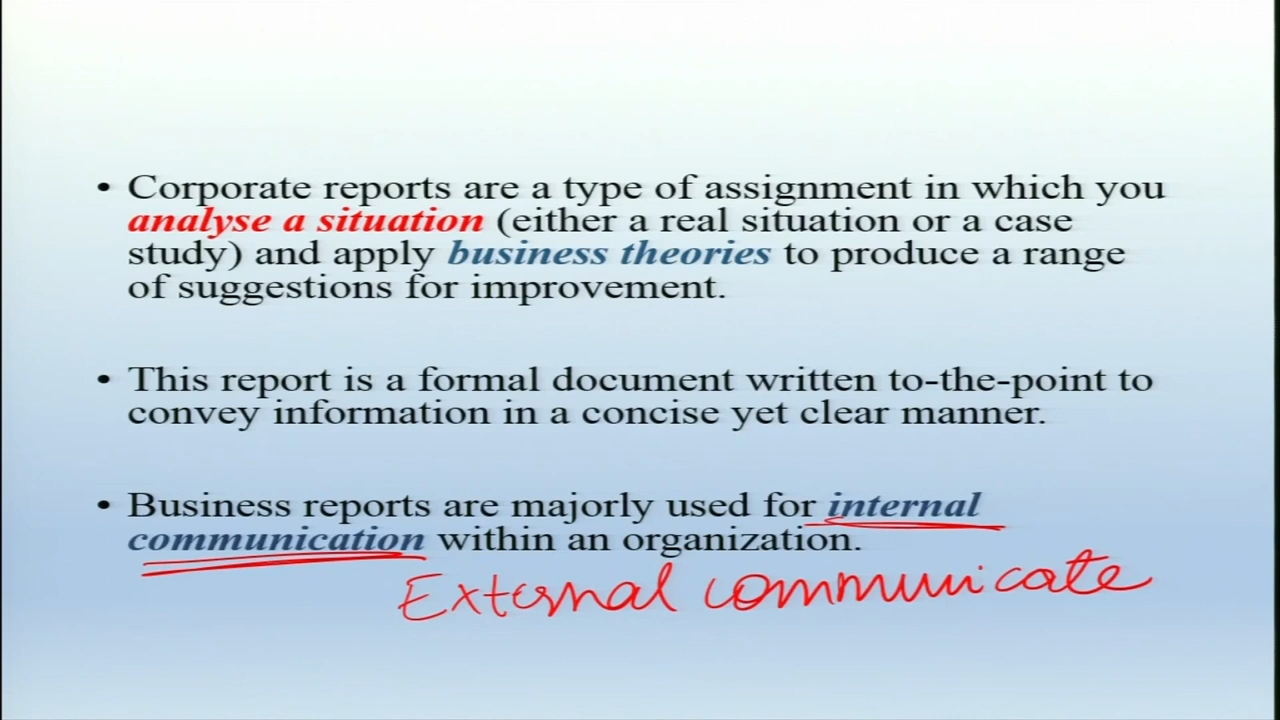 • Corporate reports are a type of assignment in which you
analyse a situation (either a real situation or a case
study) and apply business theories to produce a range
of suggestions for improvement.
• This report is a formal document written to-the-point to
convey information in a concise yet clear manner.
• Business reports are majorly used for internal
communication within an organization.
External communicate